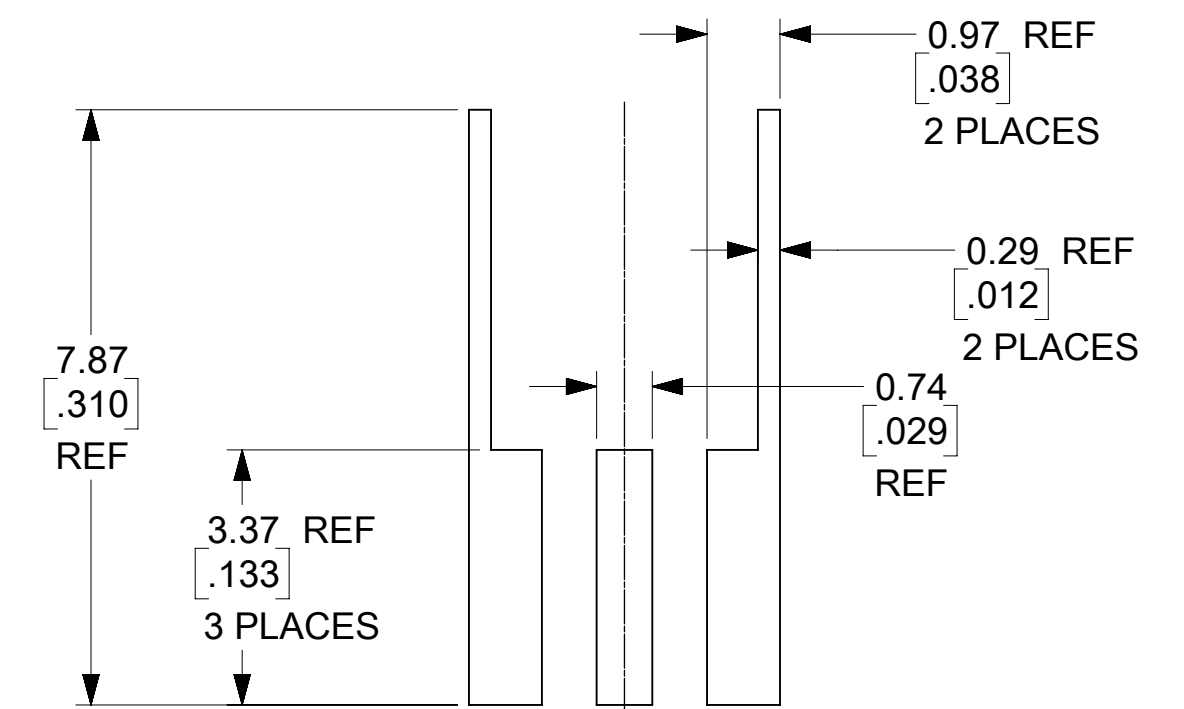 0.97 REF
[.038]
2 PLACES
0.29 REF
[.012]
2 PLACES
7.87
[.310]
REF
0.74
[.029]
REF
3.37 REF
[.133]
3 PLACES